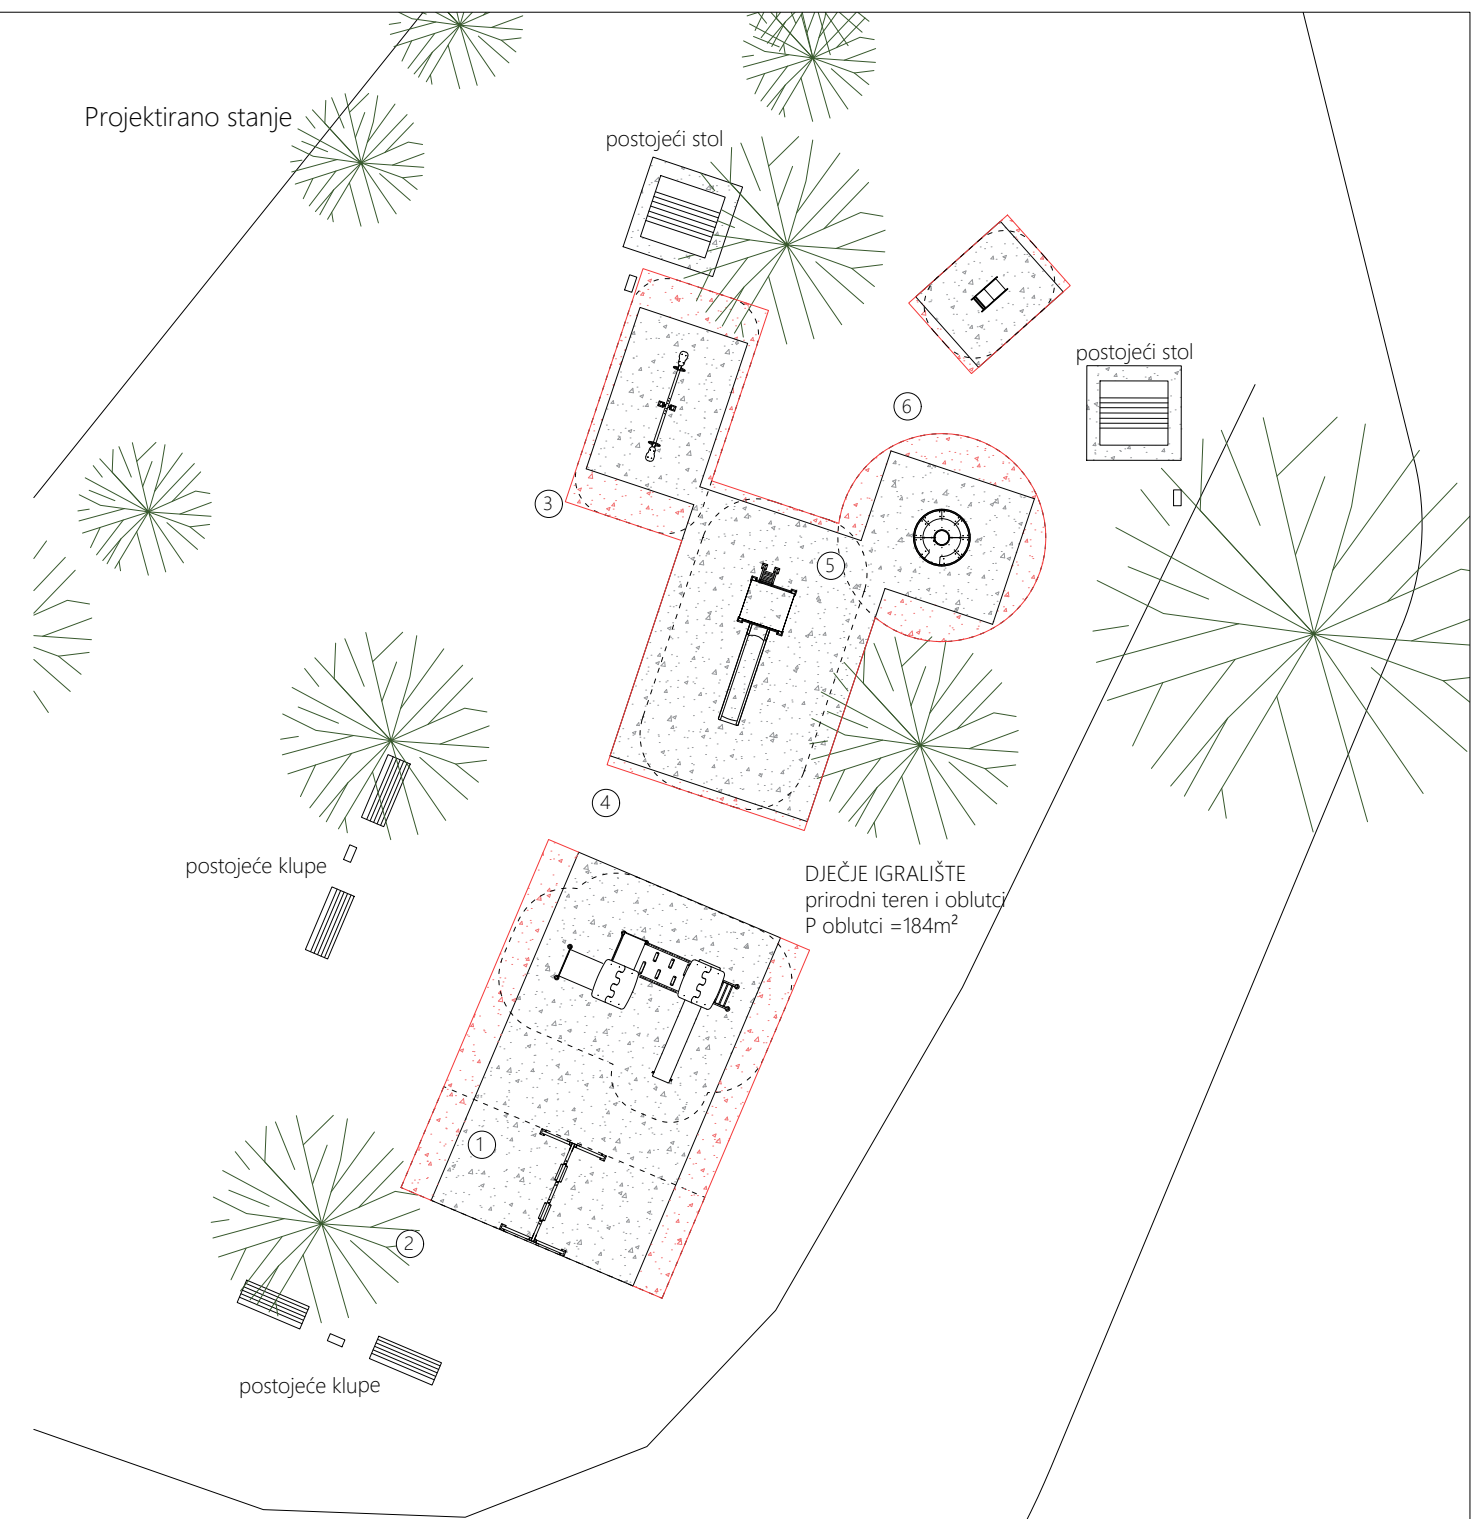 Projektirano stanje
postojeći stol
postojeći stol
6
3
5
4
postojeće klupe
DJEČJE IGRALIŠTE
prirodni teren i oblutci
P oblutci =184m²
1
2
postojeće klupe